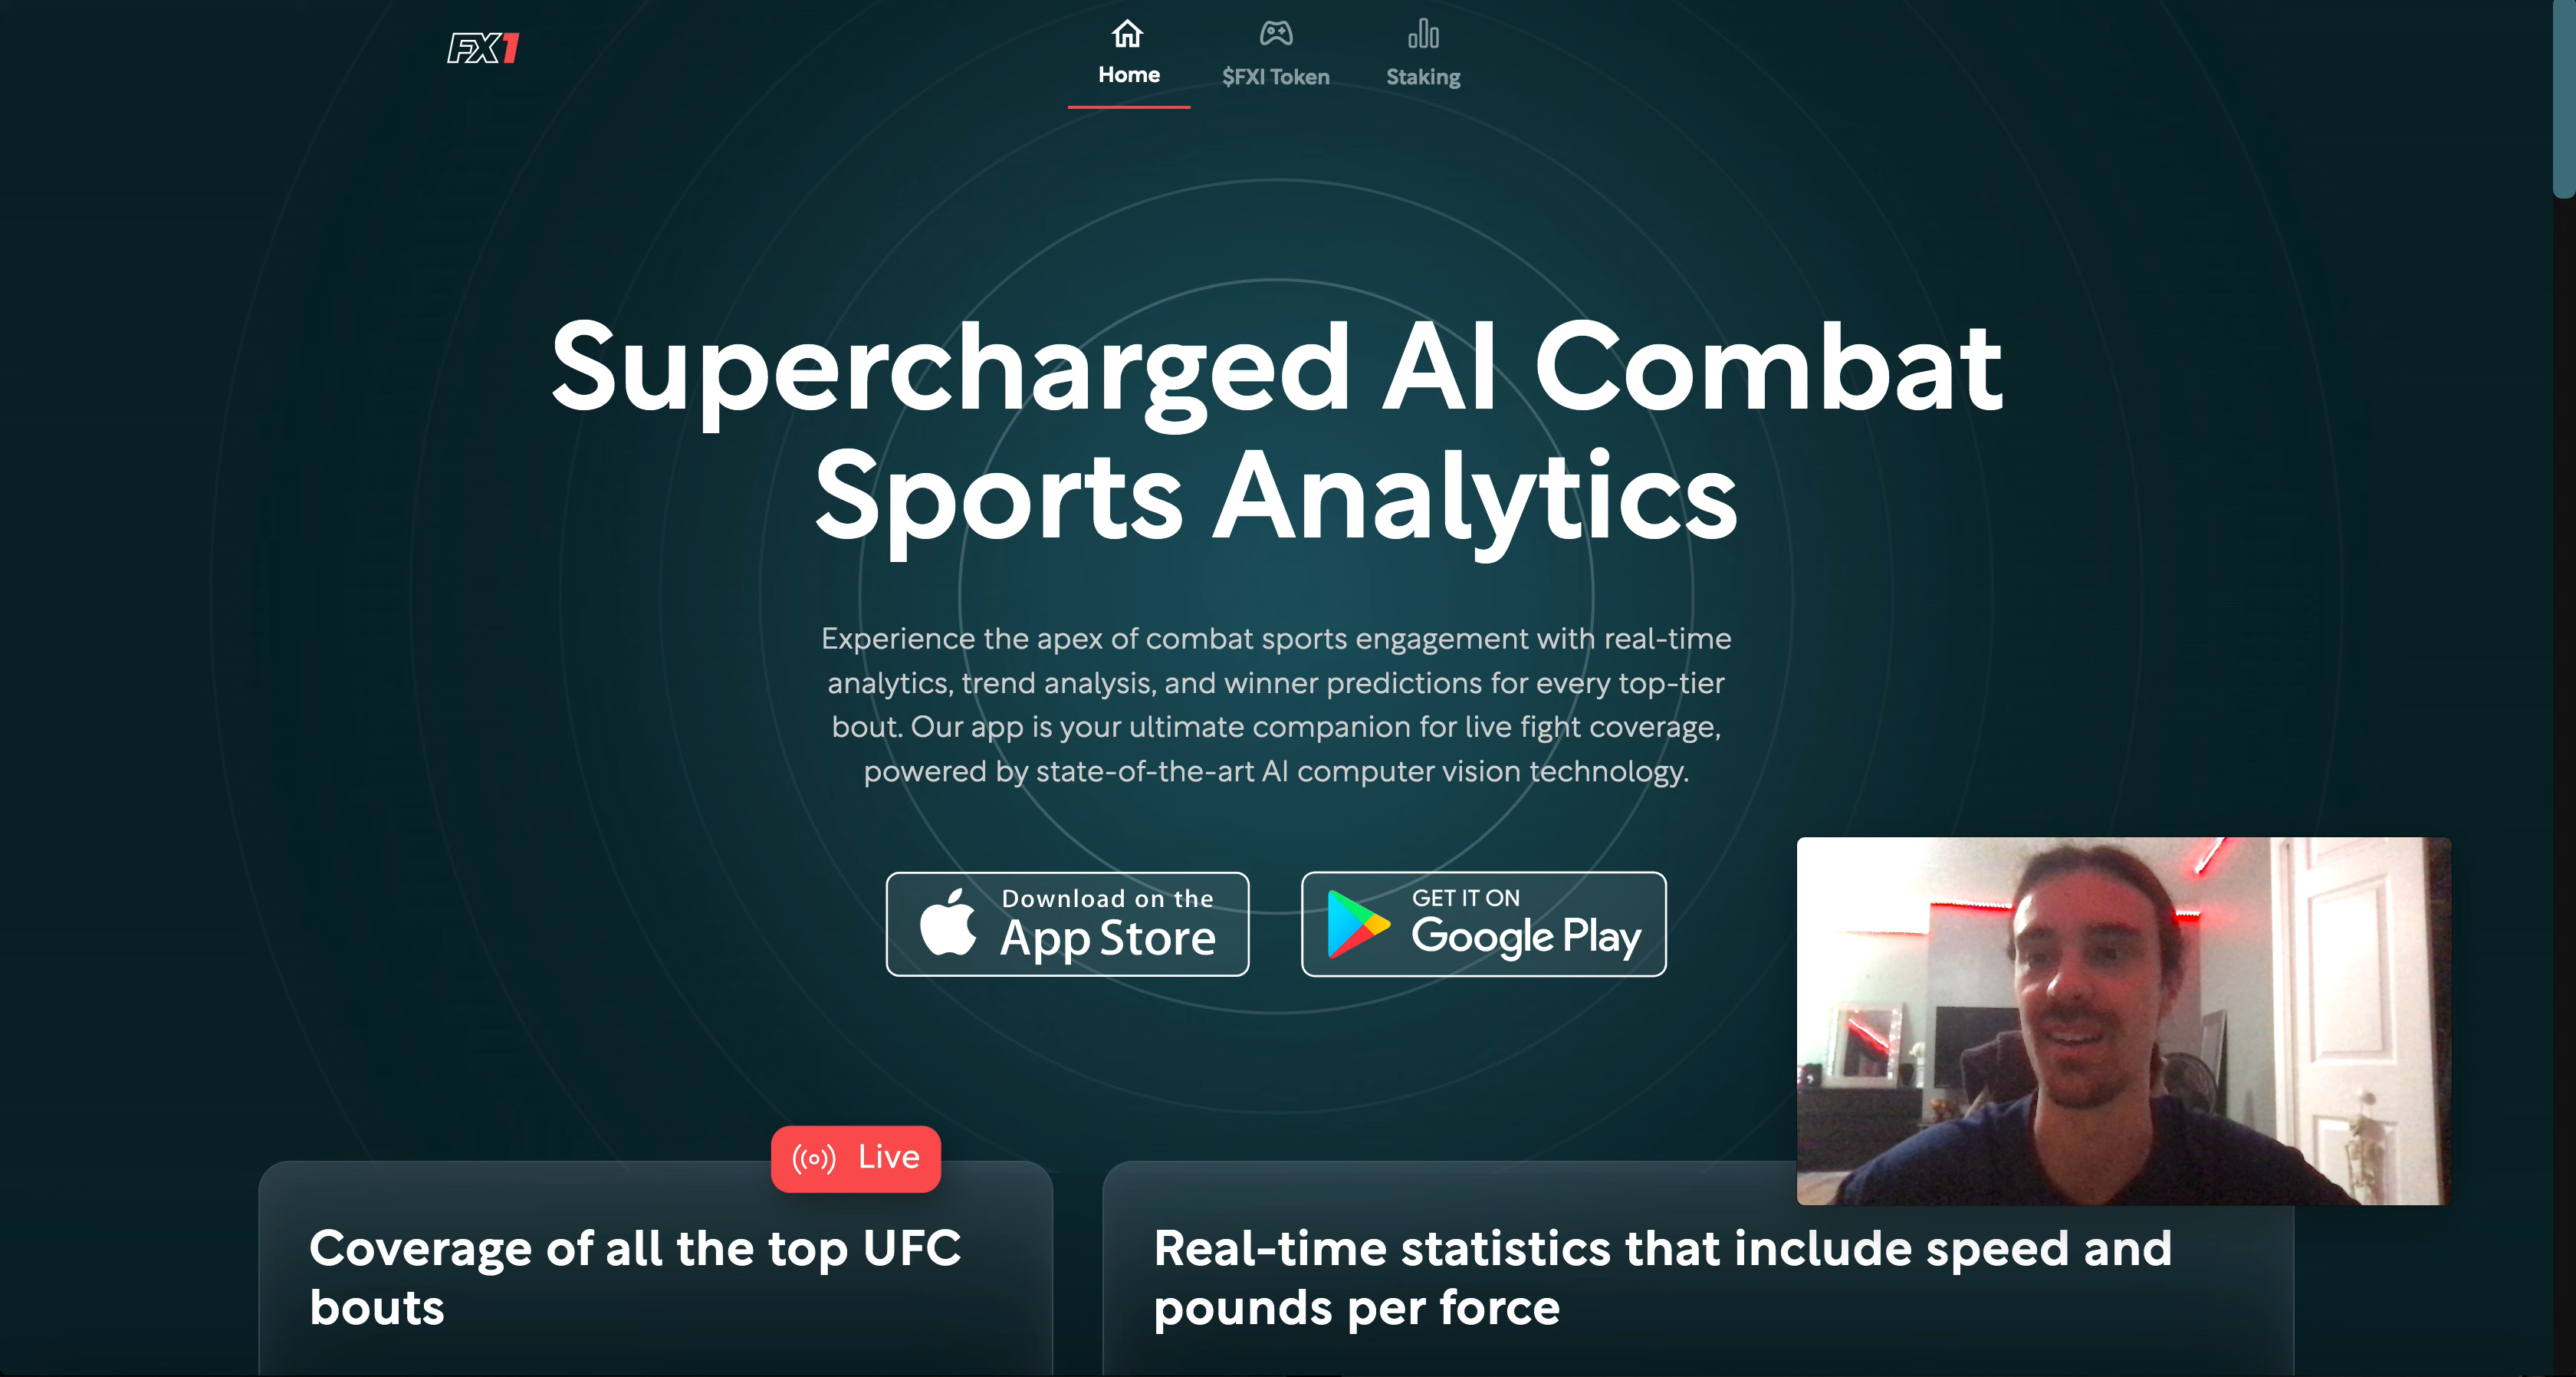 FX1
Home
$FXI Token
Staking
Supercharged AI Combat
Sports Analytics
Experience the apex of combat sports engagement with real-time
analytics, trend analysis, and winner predictions for every top-tier
bout. Our app is your ultimate companion for live fight coverage,
powered by state-of-the-art AI computer vision technology.
Download on the
App Store
GET IT ON
Google Play
Live
Coverage of all the top UFC
bouts
Real-time statistics that include speed and
pounds per force